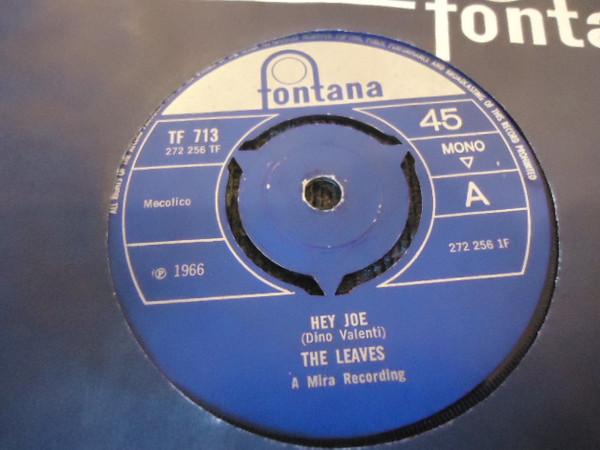 fonta
fontana
TF 713
272 256 TF
45
MONO
A
Mecolico
272 256 1F
℗ 1966
HEY JOE
(Dino Valenti)
THE LEAVES
A Mira Recording